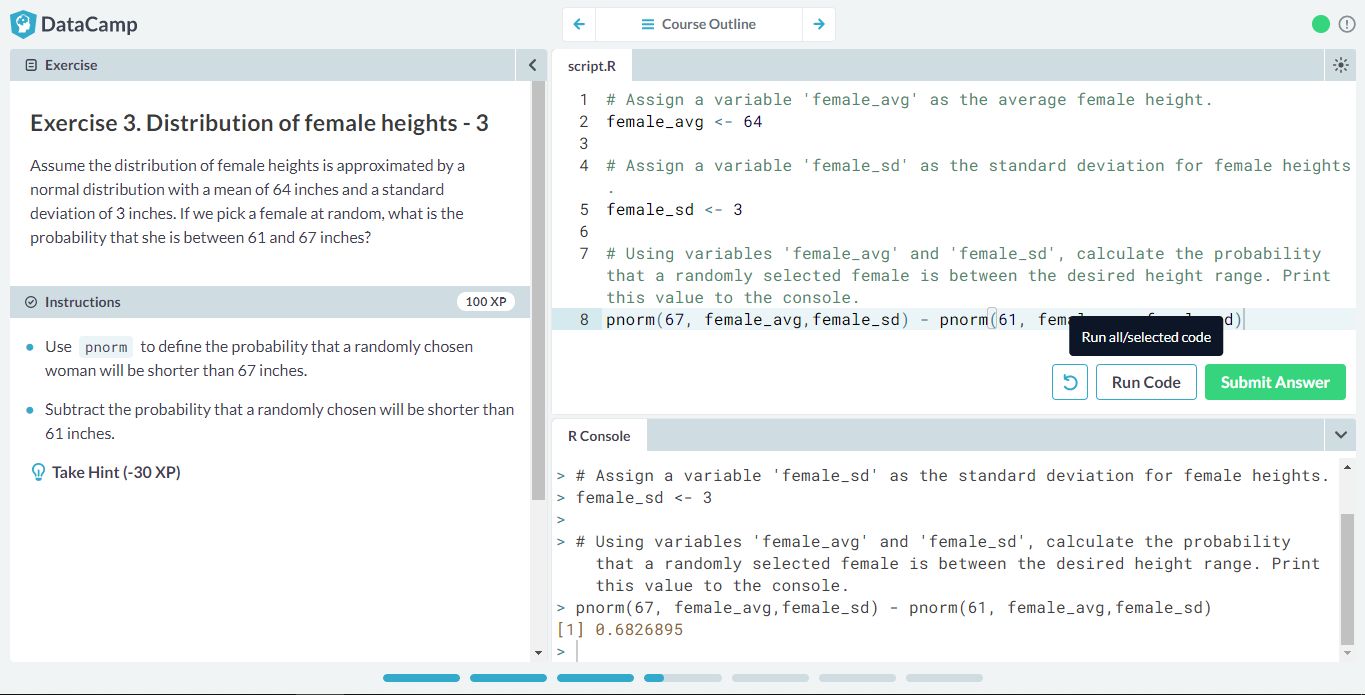 DataCamp
Course Outline
Exercise
Exercise 3. Distribution of female heights - 3
Assume the distribution of female heights is approximated by a
normal distribution with a mean of 64 inches and a standard
deviation of 3 inches. If we pick a female at random, what is the
probability that she is between 61 and 67 inches?
Instructions
100 XP
Use pnorm to define the probability that a randomly chosen
woman will be shorter than 67 inches.
Subtract the probability that a randomly chosen will be shorter than
61 inches.
Take Hint (-30 XP)
script.R
1 # Assign a variable 'female_avg' as the average female height.
2 female_avg <- 64
3
4 # Assign a variable 'female_sd' as the standard deviation for female heights
.
5 female_sd <- 3
6
7 # Using variables 'female_avg' and 'female_sd', calculate the probability
that a randomly selected female is between the desired height range. Print
this value to the console.
8 pnorm(67, female_avg,female_sd) - pnorm(61, fem d)
Run all/selected code
Run Code
Submit Answer
R Console
> # Assign a variable 'female_sd' as the standard deviation for female heights.
> female_sd <- 3
>
> # Using variables 'female_avg' and 'female_sd', calculate the probability
that a randomly selected female is between the desired height range. Print
this value to the console.
> pnorm(67, female_avg,female_sd) - pnorm(61, female_avg,female_sd)
[1] 0.6826895
>